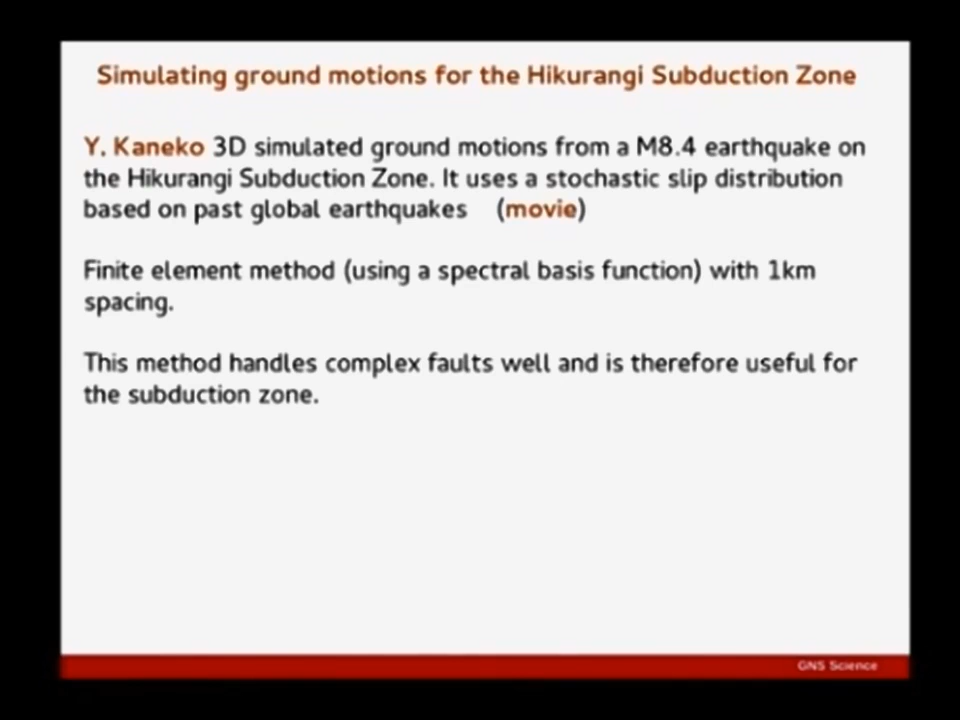 Simulating ground motions for the Hikurangi Subduction Zone
Y. Kaneko 3D simulated ground motions from a M8.4 earthquake on
the Hikurangi Subduction Zone. It uses a stochastic slip distribution
based on past global earthquakes (movie)
Finite element method (using a spectral basis function) with 1km
spacing.
This method handles complex faults well and is therefore useful for
the subduction zone.
GNS Science